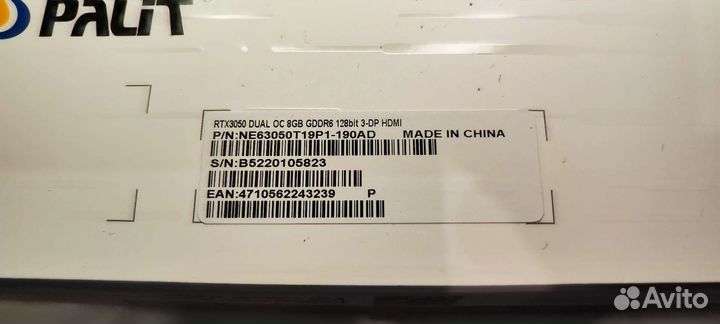 PALiT
RTX3050 DUAL OC 8GB GDDR6 128bit 3-DP HDMI
P/N:NE63050T19P1-190AD MADE IN CHINA
S/N:B5220105823
EAN:4710562243239 P
Avito